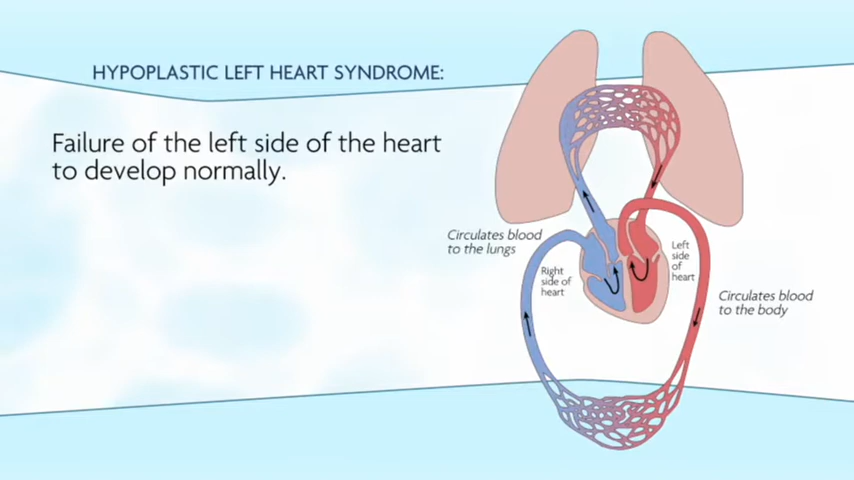 HYPOPLASTIC LEFT HEART SYNDROME:
Failure of the left side of the heart
to develop normally.
Circulates blood
to the lungs
Right
side of
heart
Left
side
of
heart
Circulates blood
to the body